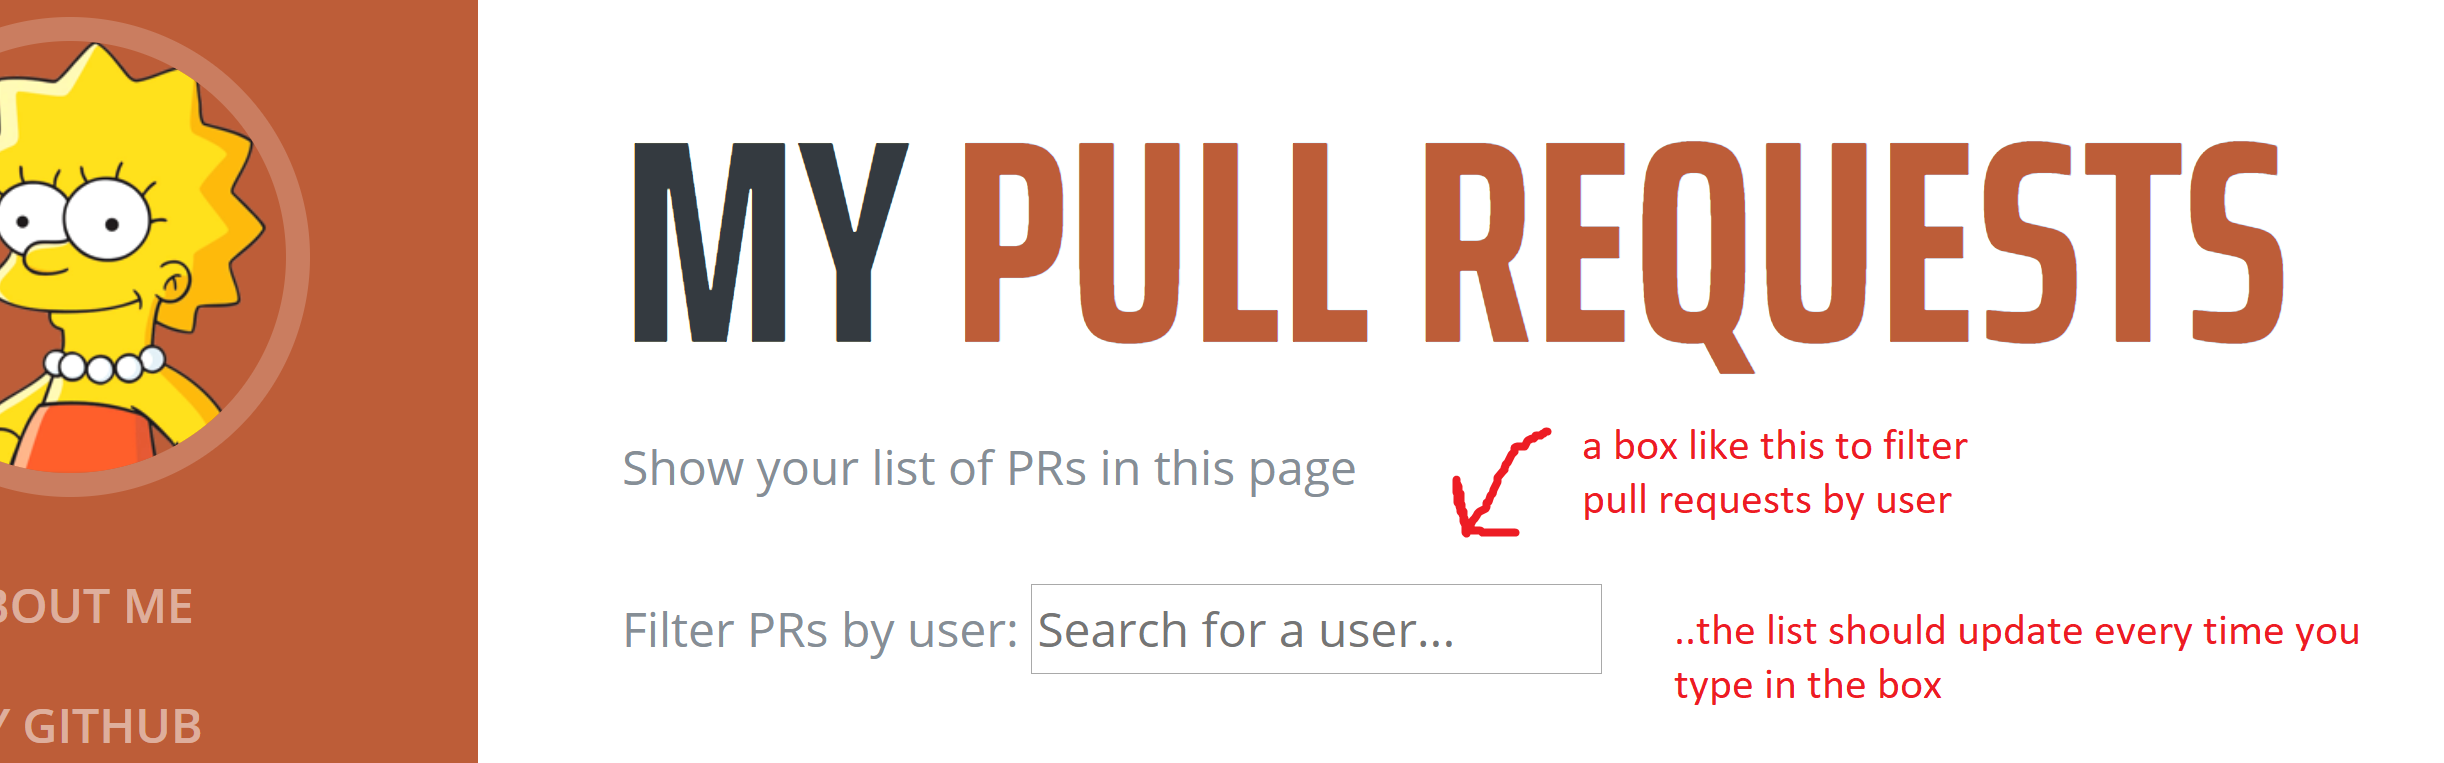 MY PULL REQUESTS
Show your list of PRs in this page
a box like this to filter
pull requests by user
Filter PRs by user: Search for a user...
..the list should update every time you
type in the box
BOUT ME
Y GITHUB